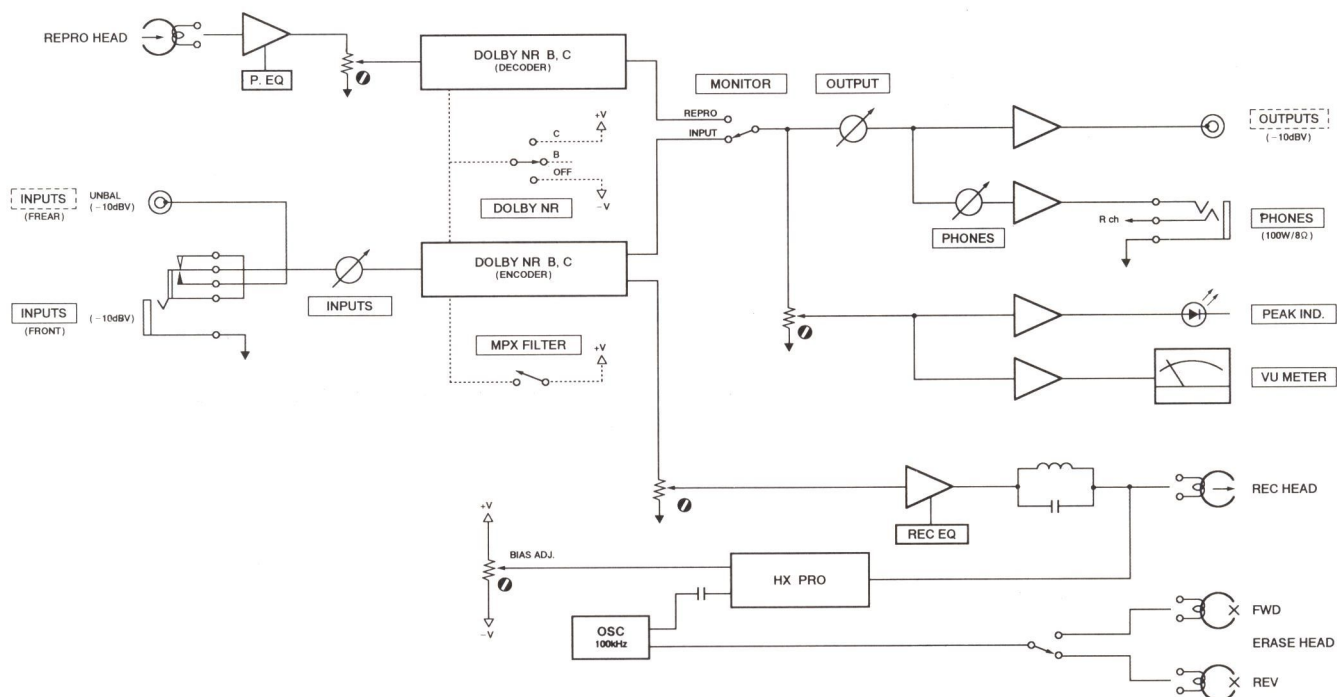 REPRO HEAD
P. EQ
DOLBY NR B, C
(DECODER)
MONITOR
OUTPUT
REPRO
INPUT
OUTPUTS
(−10dBV)
C
+V
B
OFF
−V
DOLBY NR
INPUTS
(FREAR)
UNBAL
(−10dBV)
PHONES
R ch
PHONES
(100W/8Ω)
DOLBY NR B, C
(ENCODER)
INPUTS
INPUTS
(FRONT)
(−10dBV)
PEAK IND.
MPX FILTER
+V
VU METER
REC HEAD
REC EQ
+V
BIAS ADJ.
−V
HX PRO
OSC
100kHz
FWD
ERASE HEAD
REV